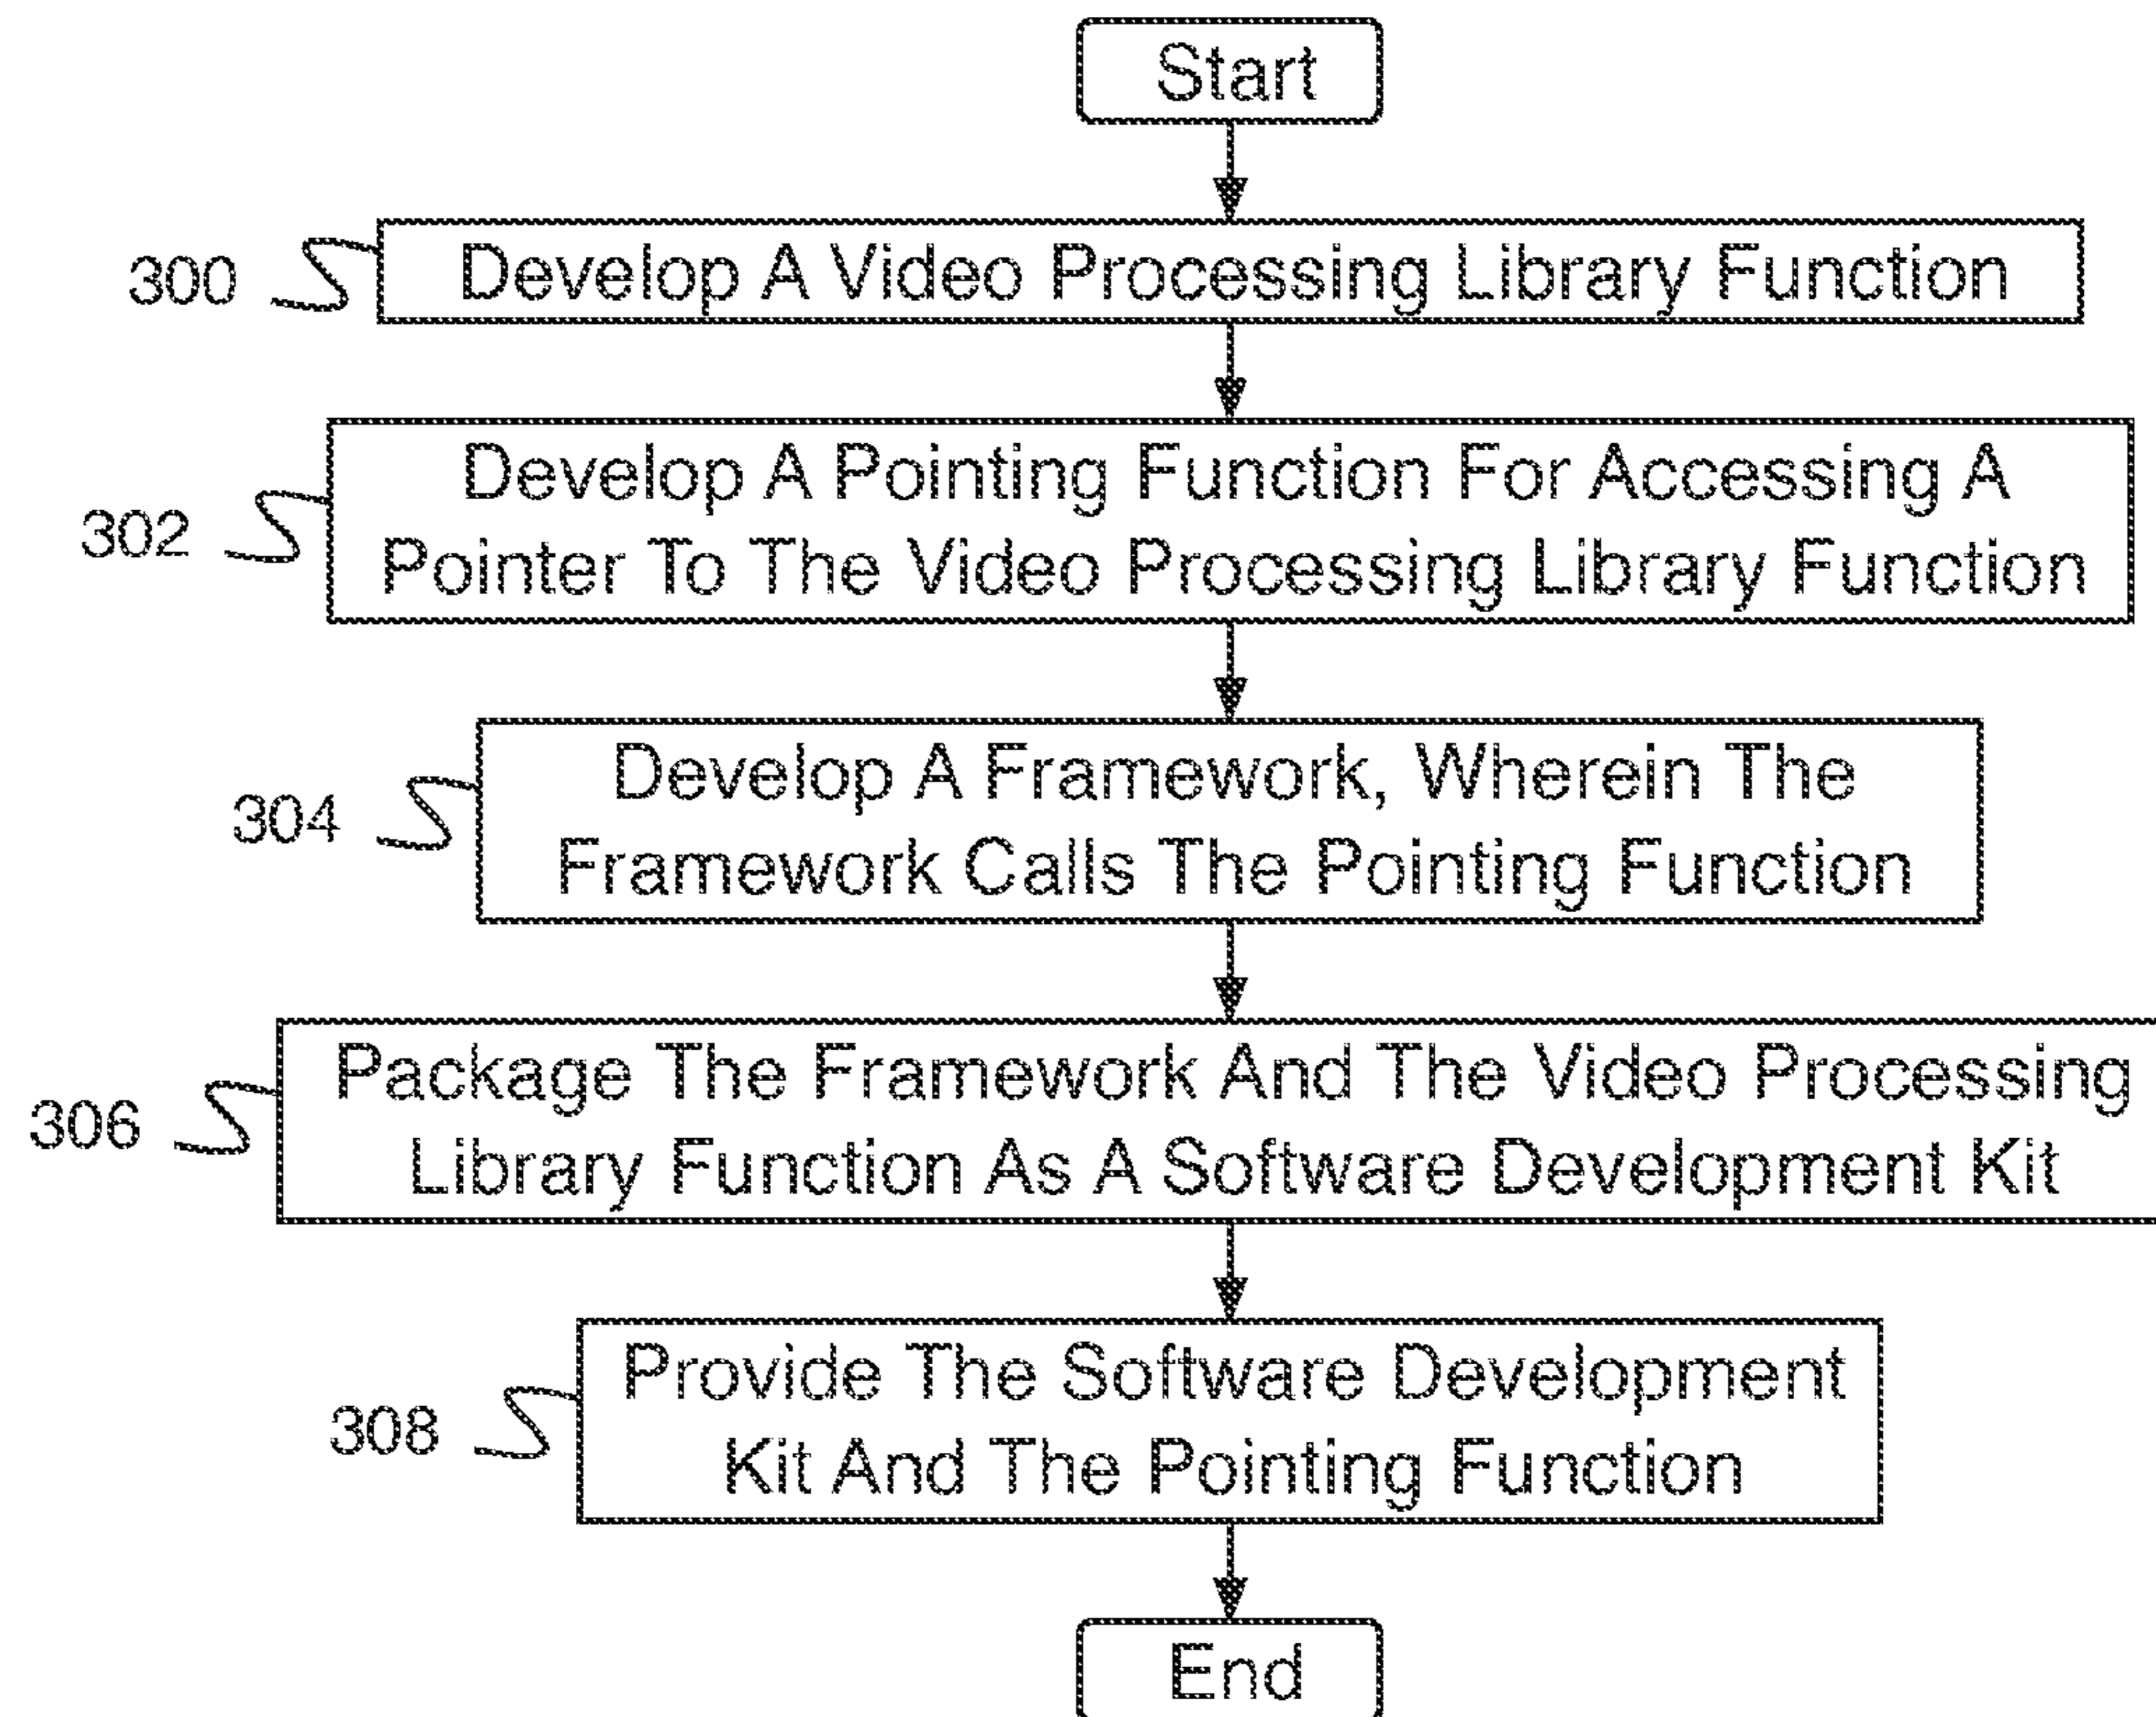 Start
300
Develop A Video Processing Library Function
302
Develop A Pointing Function For Accessing A
Pointer To The Video Processing Library Function
304
Develop A Framework, Wherein The
Framework Calls The Pointing Function
306
Package The Framework And The Video Processing
Library Function As A Software Development Kit
308
Provide The Software Development
Kit And The Pointing Function
End